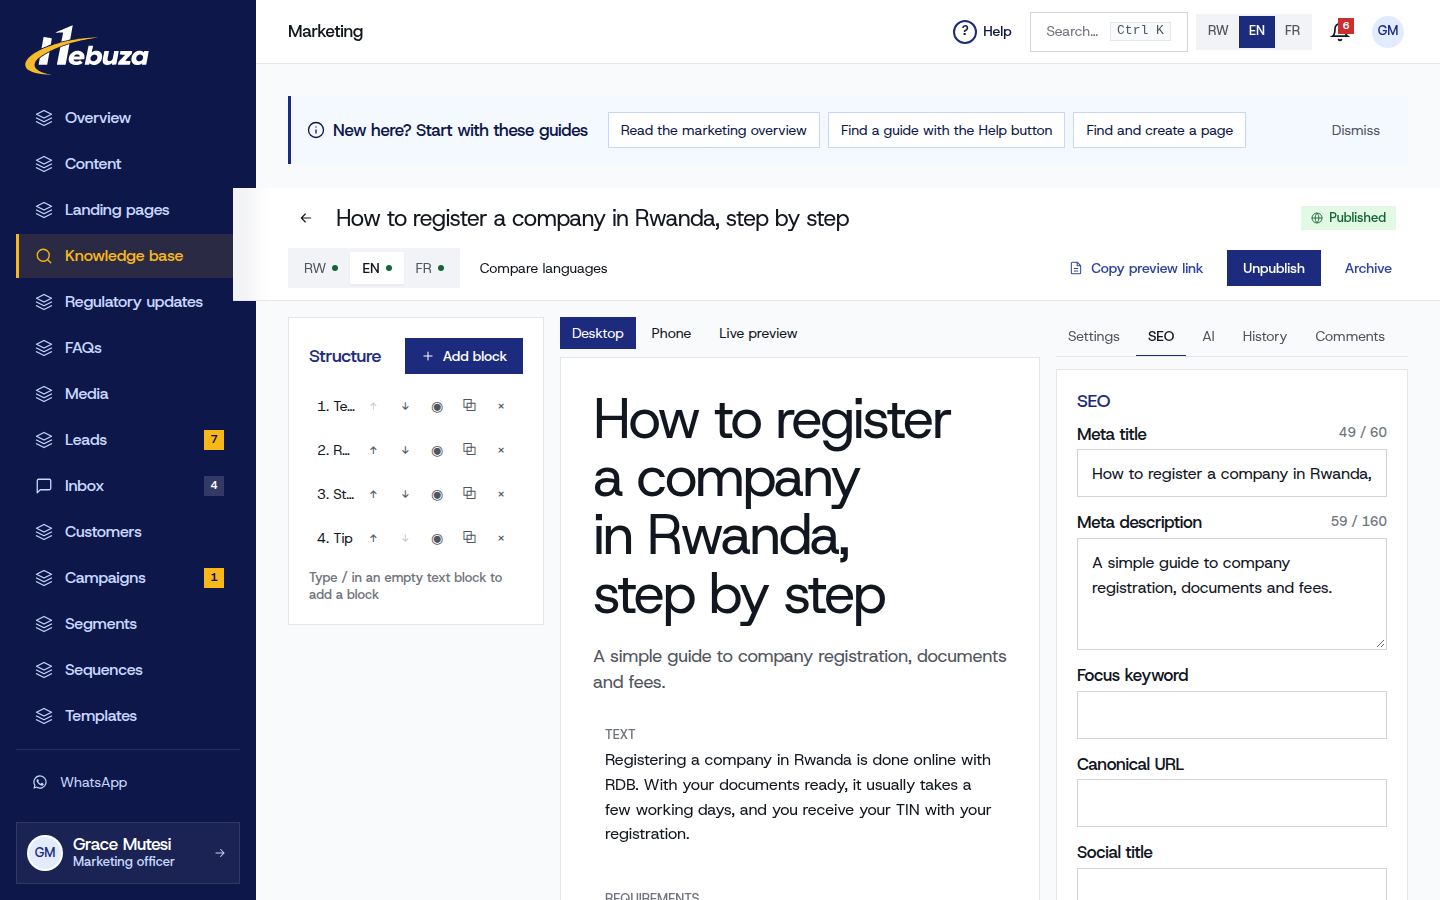 Hebuza
Overview
Content
Landing pages
Knowledge base
Regulatory updates
FAQs
Media
Leads 7
Inbox 4
Customers
Campaigns 1
Segments
Sequences
Templates
WhatsApp
GM Grace Mutesi
Marketing officer
Marketing
? Help
Search... Ctrl K
RW EN FR
6
GM
New here? Start with these guides
Read the marketing overview
Find a guide with the Help button
Find and create a page
Dismiss
How to register a company in Rwanda, step by step
Published
RW EN FR
Compare languages
Copy preview link
Unpublish
Archive
Structure
+ Add block
1. Te...
2. R...
3. St...
4. Tip
Type / in an empty text block to
add a block
Desktop
Phone
Live preview
How to register
a company
in Rwanda,
step by step
A simple guide to company registration, documents
and fees.
TEXT
Registering a company in Rwanda is done online with
RDB. With your documents ready, it usually takes a
few working days, and you receive your TIN with your
registration.
REQUIREMENTS
Settings
SEO
AI
History
Comments
SEO
Meta title 49 / 60
How to register a company in Rwanda,
Meta description 59 / 160
A simple guide to company
registration, documents and fees.
Focus keyword
Canonical URL
Social title